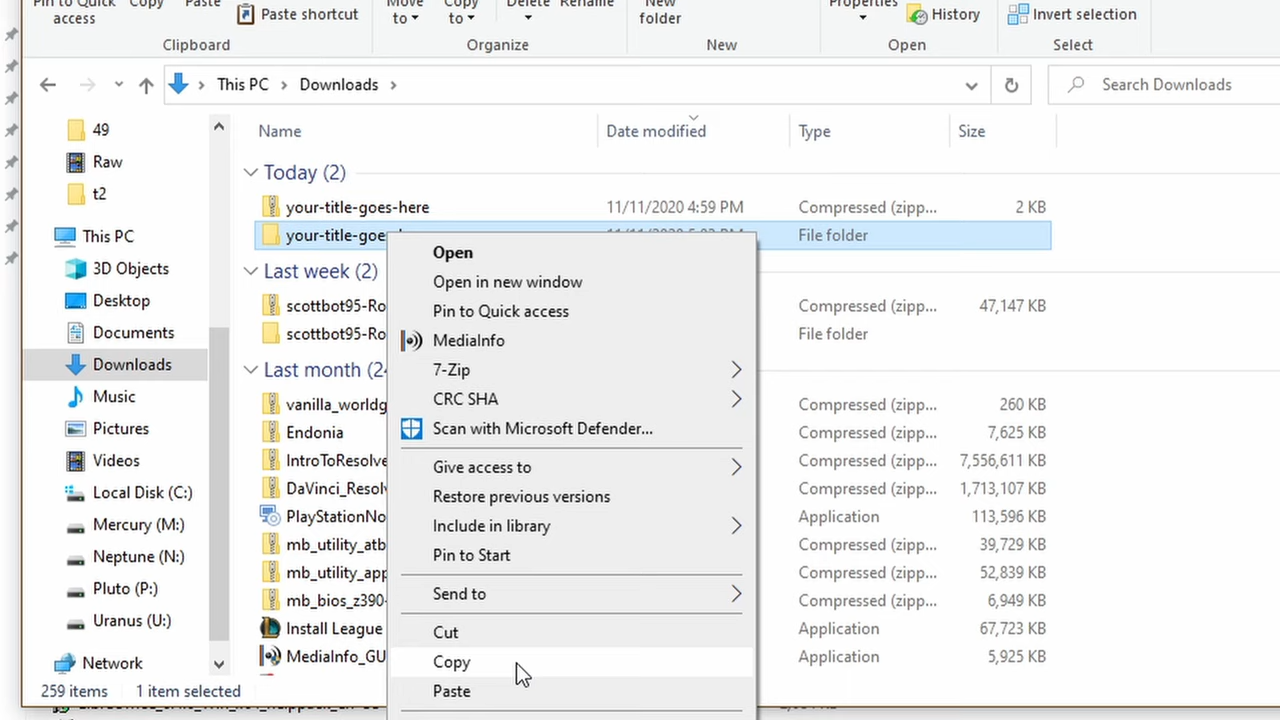 Pin to Quick
access
Copy
Paste
Paste shortcut
Move
to
Copy
to
Delete
Rename
New
folder
Properties
History
Invert selection
Clipboard
Organize
New
Open
Select
This PC
Downloads
Search Downloads
Name
Date modified
Type
Size
49
Raw
t2
This PC
3D Objects
Desktop
Documents
Downloads
Music
Pictures
Videos
Local Disk (C:)
Mercury (M:)
Neptune (N:)
Pluto (P:)
Uranus (U:)
Network
Today (2)
your-title-goes-here 11/11/2020 4:59 PM Compressed (zipp... 2 KB
your-title-goes File folder
Last week (2)
scottbot95-Ro Compressed (zipp... 47,147 KB
scottbot95-Ro File folder
Last month (24
vanilla_worldg Compressed (zipp... 260 KB
Endonia Compressed (zipp... 7,625 KB
IntroToResolve Compressed (zipp... 7,556,611 KB
DaVinci_Resol Compressed (zipp... 1,713,107 KB
PlayStationNo Application 113,596 KB
mb_utility_atb Compressed (zipp... 39,729 KB
mb_utility_app Compressed (zipp... 52,839 KB
mb_bios_z390- Compressed (zipp... 6,949 KB
Install League Application 67,723 KB
MediaInfo_GU Application 5,925 KB
Open
Open in new window
Pin to Quick access
MediaInfo
7-Zip
CRC SHA
Scan with Microsoft Defender...
Give access to
Restore previous versions
Include in library
Pin to Start
Send to
Cut
Copy
Paste
259 items
1 item selected